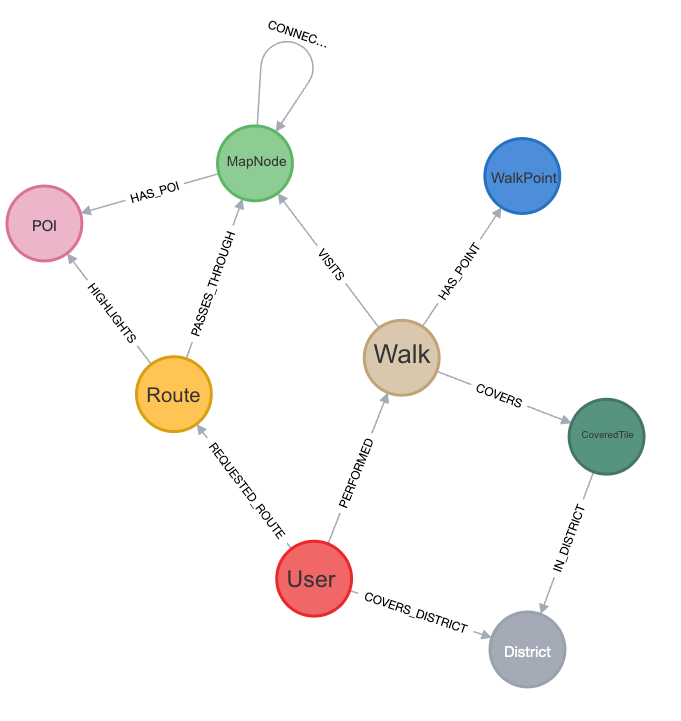 CONNEC...
MapNode
WalkPoint
HAS_POI
POI
VISITS
HAS_POINT
PASSES_THROUGH
HIGHLIGHTS
Walk
Route
COVERS
CoveredTile
REQUESTED_ROUTE
PERFORMED
IN_DISTRICT
User
COVERS_DISTRICT
District